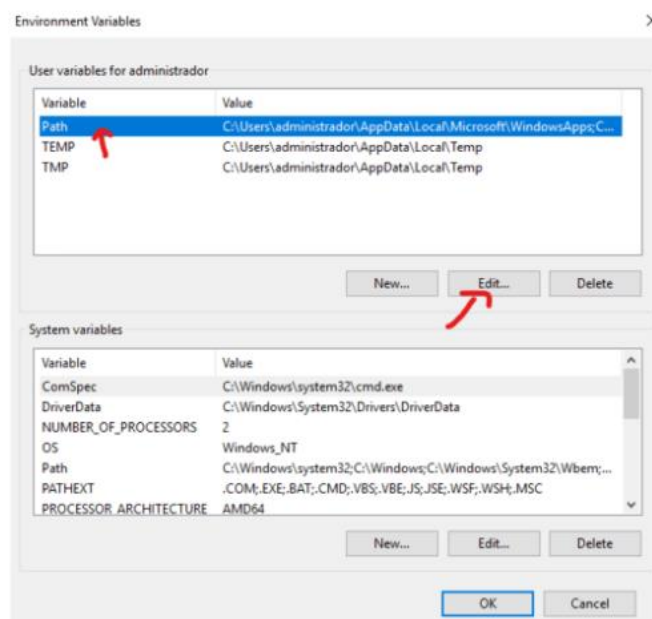 Environment Variables
User variables for administrador
Variable Value
Path C:\Users\administrador\AppData\Local\Microsoft\WindowsApps;C...
TEMP C:\Users\administrador\AppData\Local\Temp
TMP C:\Users\administrador\AppData\Local\Temp
New... Edit... Delete
System variables
Variable Value
ComSpec C:\Windows\system32\cmd.exe
DriverData C:\Windows\System32\Drivers\DriverData
NUMBER_OF_PROCESSORS 2
OS Windows_NT
Path C:\Windows\system32;C:\Windows;C:\Windows\System32\Wbem;...
PATHEXT .COM;.EXE;.BAT;.CMD;.VBS;.VBE;.JS;.JSE;.WSF;.WSH;.MSC
PROCESSOR_ARCHITECTURE AMD64
New... Edit... Delete
OK Cancel